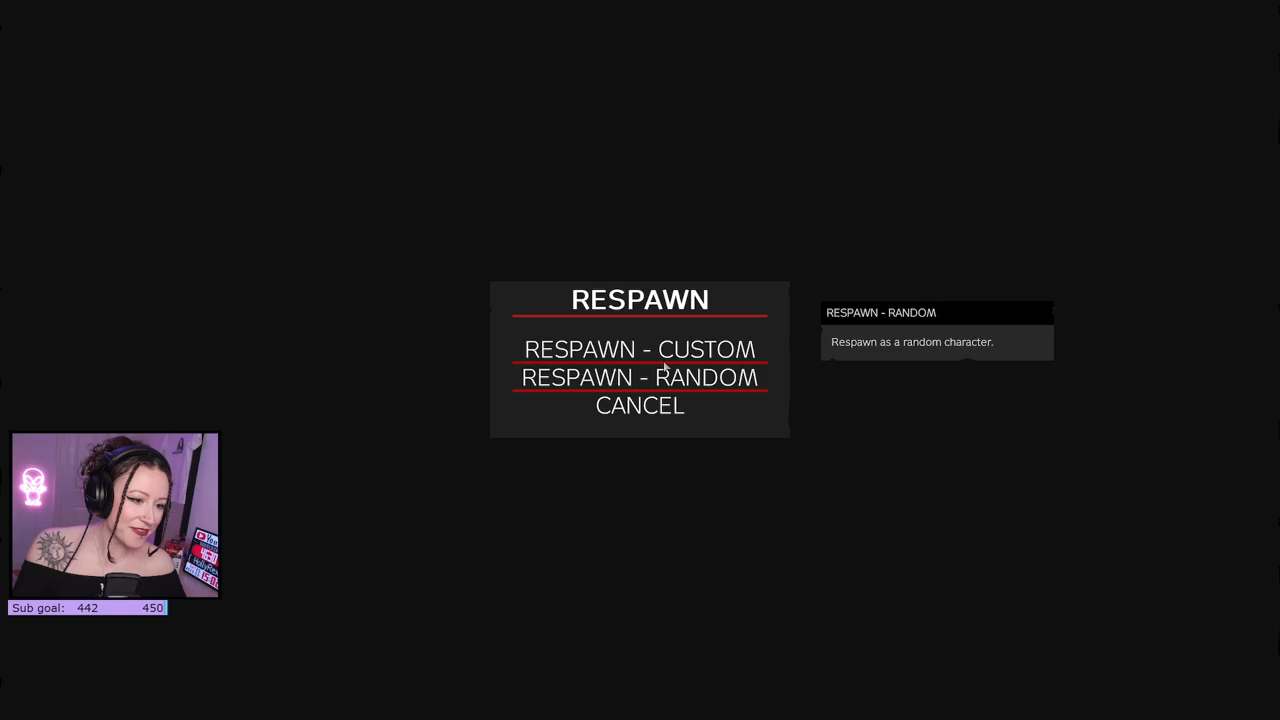 RESPAWN
RESPAWN - CUSTOM
RESPAWN - RANDOM
CANCEL
RESPAWN - RANDOM
Respawn as a random character.
Sub goal: 442 450